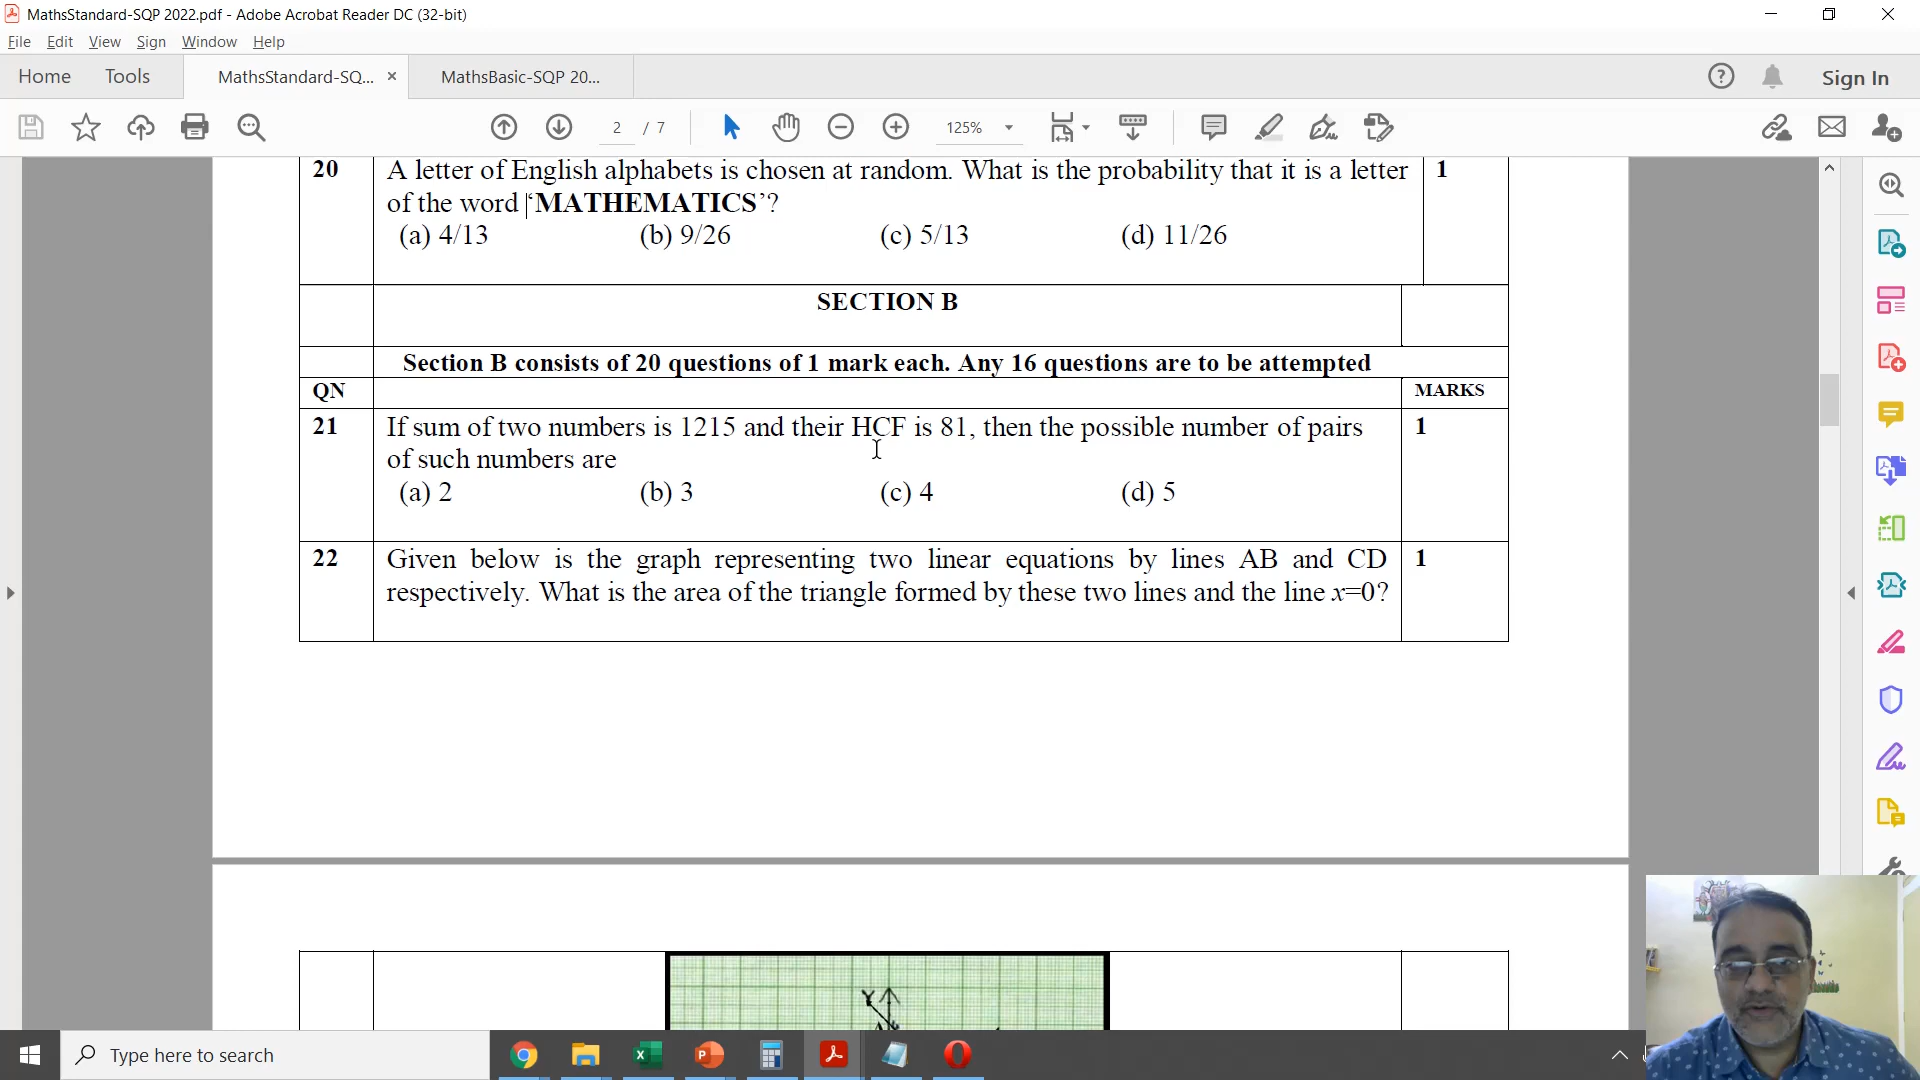 MathsStandard-SQP 2022.pdf - Adobe Acrobat Reader DC (32-bit)
File Edit View Sign Window Help
Home Tools MathsStandard-SQ... × MathsBasic-SQP 20... ? Sign In
2 / 7 125%
20 A letter of English alphabets is chosen at random. What is the probability that it is a letter 1
of the word ‘MATHEMATICS’?
(a) 4/13 (b) 9/26 (c) 5/13 (d) 11/26
SECTION B
Section B consists of 20 questions of 1 mark each. Any 16 questions are to be attempted
QN MARKS
21 If sum of two numbers is 1215 and their HCF is 81, then the possible number of pairs 1
of such numbers are
(a) 2 (b) 3 (c) 4 (d) 5
22 Given below is the graph representing two linear equations by lines AB and CD 1
respectively. What is the area of the triangle formed by these two lines and the line x=0?
Y
A
Type here to search